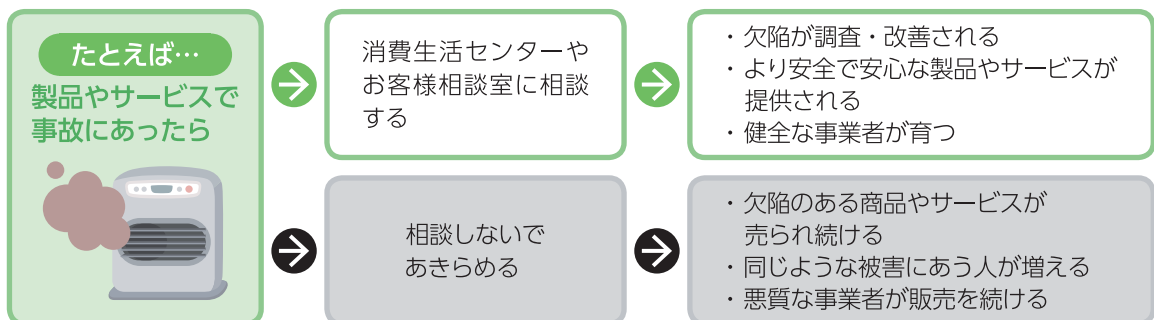 たとえば…
製品やサービスで
事故にあったら
消費生活センターや
お客様相談室に相談
する
・欠陥が調査・改善される
・より安全で安心な製品やサービスが
提供される
・健全な事業者が育つ
相談しないで
あきらめる
・欠陥のある商品やサービスが
売られ続ける
・同じような被害にあう人が増える
・悪質な事業者が販売を続ける